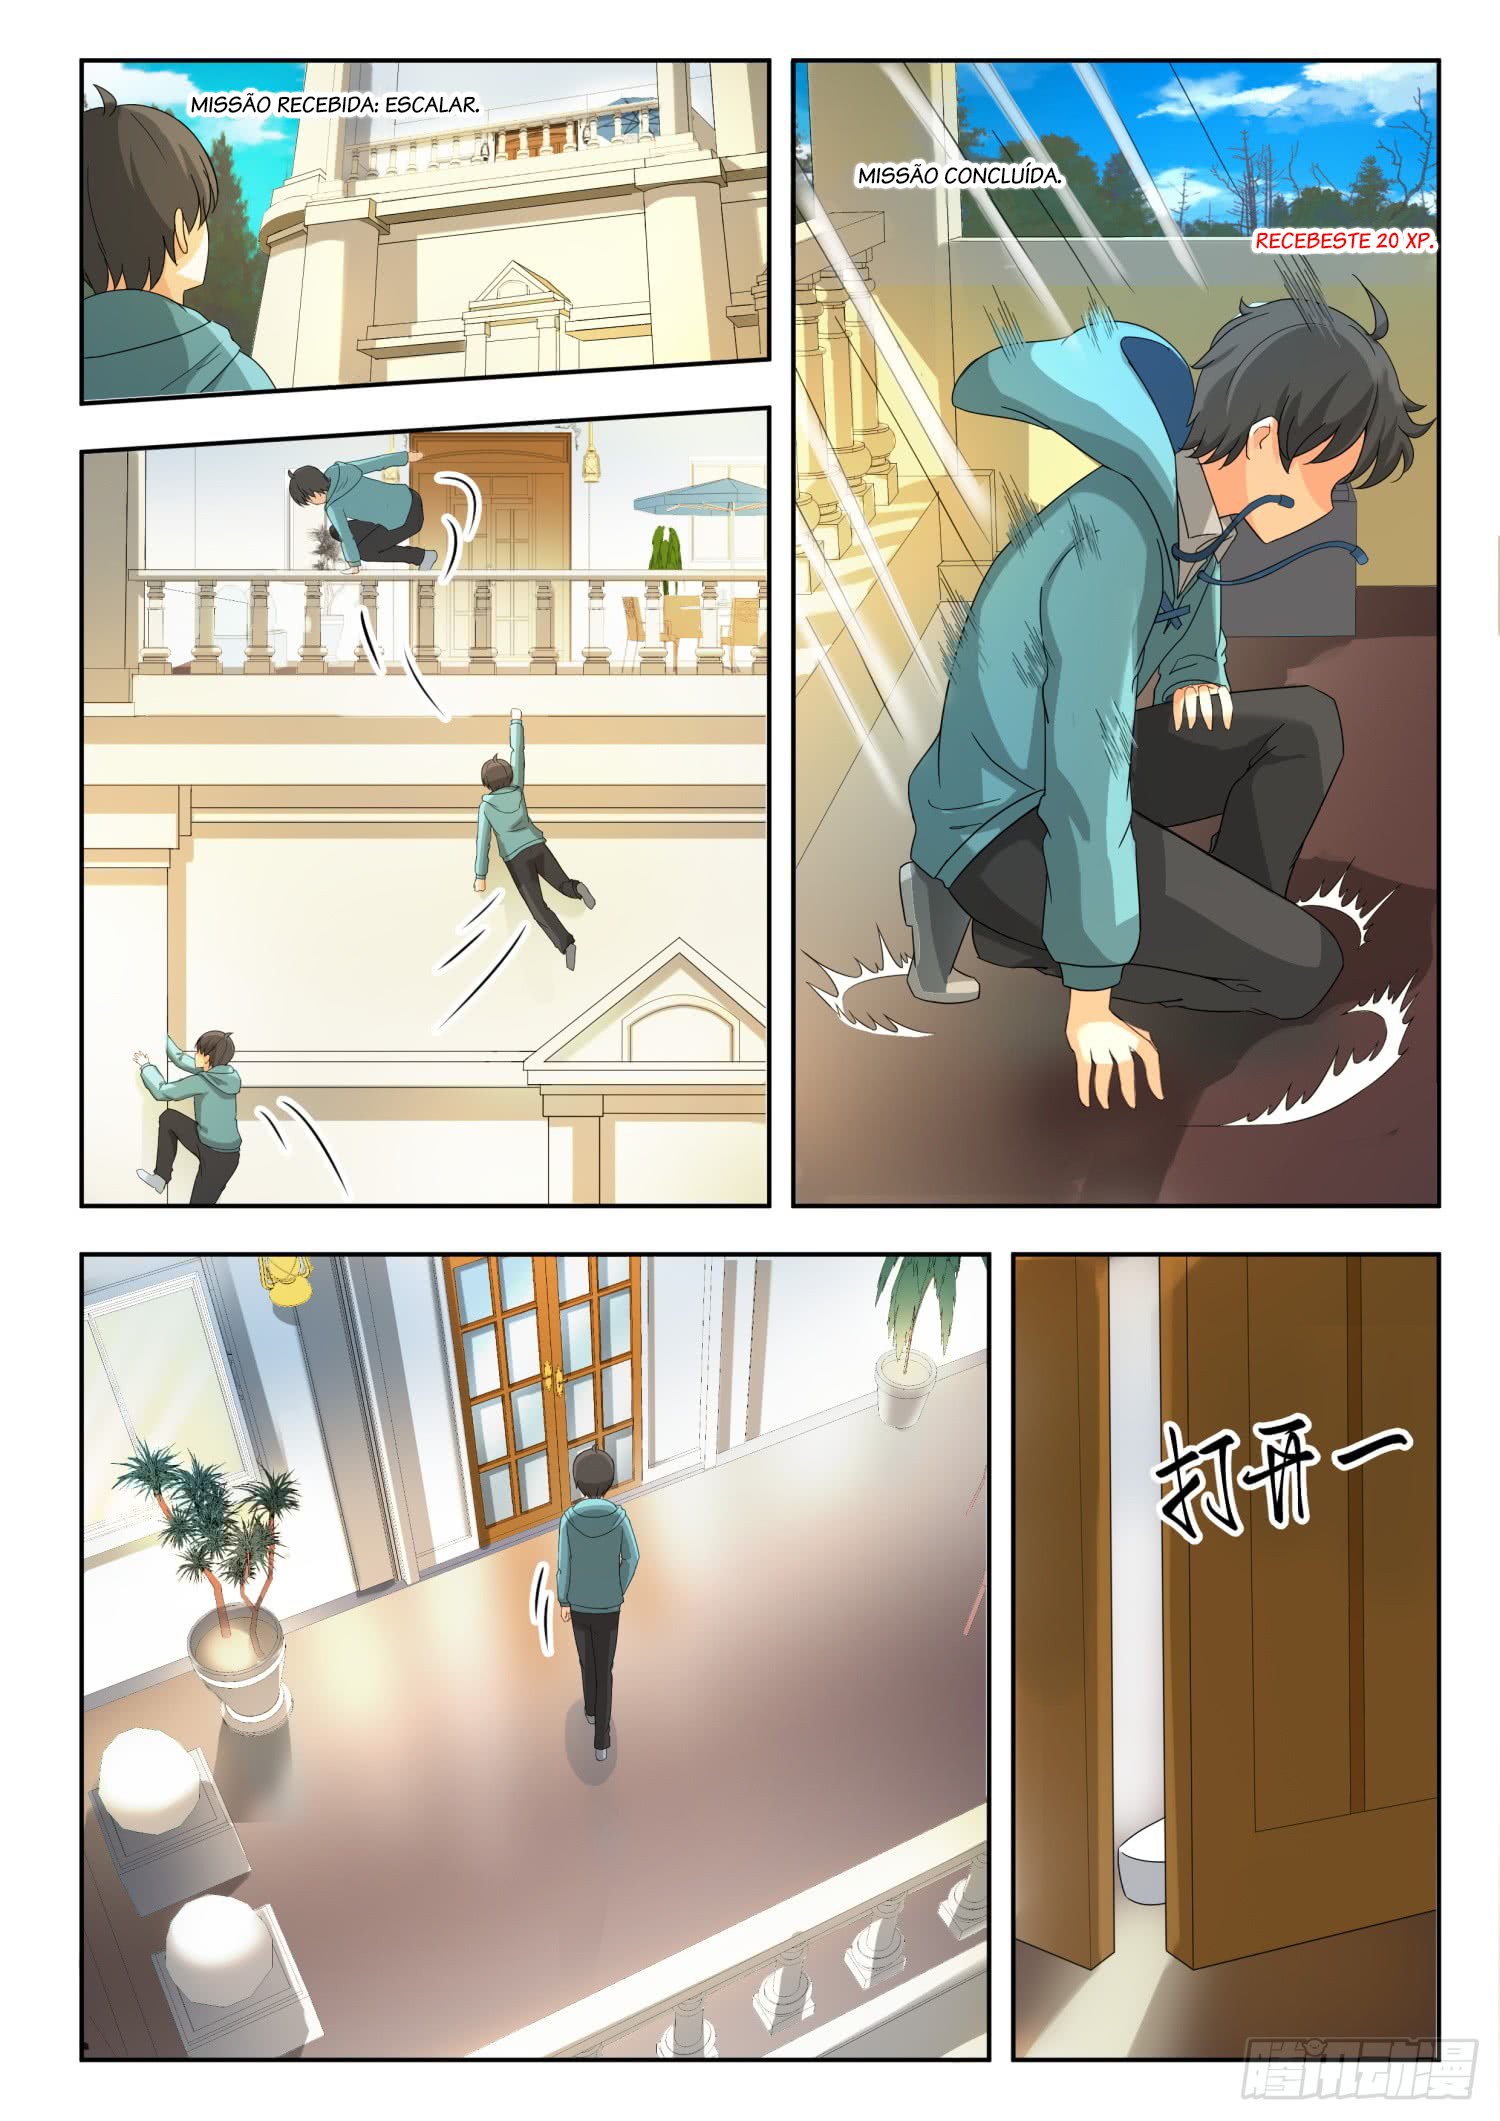 MISSÃO RECEBIDA: ESCALAR.
MISSÃO CONCLUÍDA.
RECEBESTE 20 XP.
打开一
腾讯动漫